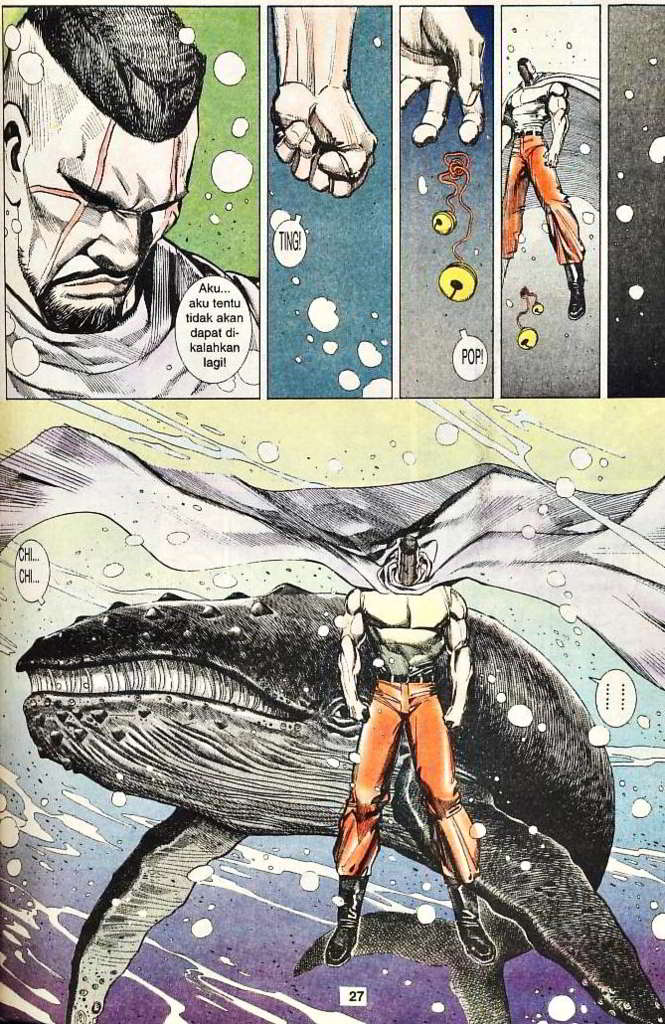 Aku...
aku tentu
tidak akan
dapat di-
kalahkan
lagi!
TING!
POP!
CHI...
CHI...
27